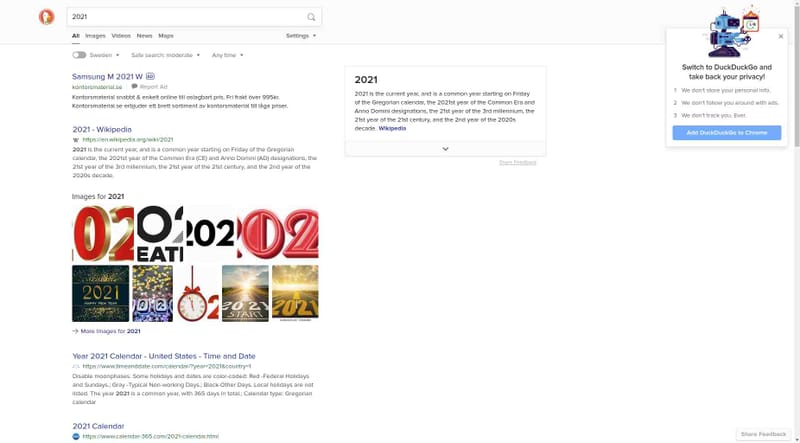 2021
All Images Videos News Maps Settings
Sweden Safe search: moderate Any time
Samsung M 2021 W AD
kontorsmaterial.se Report Ad
Kontorsmaterial snabbt & enkelt online till oslagbart pris. Fri frakt över 995kr.
Kontorsmaterial.se erbjuder ett brett sortiment av kontorsmaterial till låga priser.
2021 - Wikipedia
W https://en.wikipedia.org/wiki/2021
2021 is the current year, and is a common year starting on Friday of the Gregorian
calendar, the 2021st year of the Common Era (CE) and Anno Domini (AD) designations, the
21st year of the 3rd millennium, the 21st year of the 21st century, and the 2nd year of the
2020s decade.
Images for 2021
02
02
EATI
202
202
2021
HAPPY NEW YEAR
202
2021
START
2021
More Images for 2021
Year 2021 Calendar - United States - Time and Date
https://www.timeanddate.com/calendar/?year=2021&country=1
Disable moonphases. Some holidays and dates are color-coded: Red -Federal Holidays
and Sundays.; Gray -Typical Non-working Days.; Black-Other Days. Local holidays are not
listed. The year 2021 is a common year, with 365 days in total.; Calendar type: Gregorian
calendar
2021 Calendar
https://www.calendar-365.com/2021-calendar.html
2021
2021 is the current year, and is a common year starting on Friday
of the Gregorian calendar, the 2021st year of the Common Era and
Anno Domini designations, the 21st year of the 3rd millennium, the
21st year of the 21st century, and the 2nd year of the 2020s
decade. Wikipedia
Share Feedback
Switch to DuckDuckGo and
take back your privacy!
1 We don't store your personal info.
2 We don't follow you around with ads.
3 We don't track you. Ever.
Add DuckDuckGo to Chrome
Share Feedback